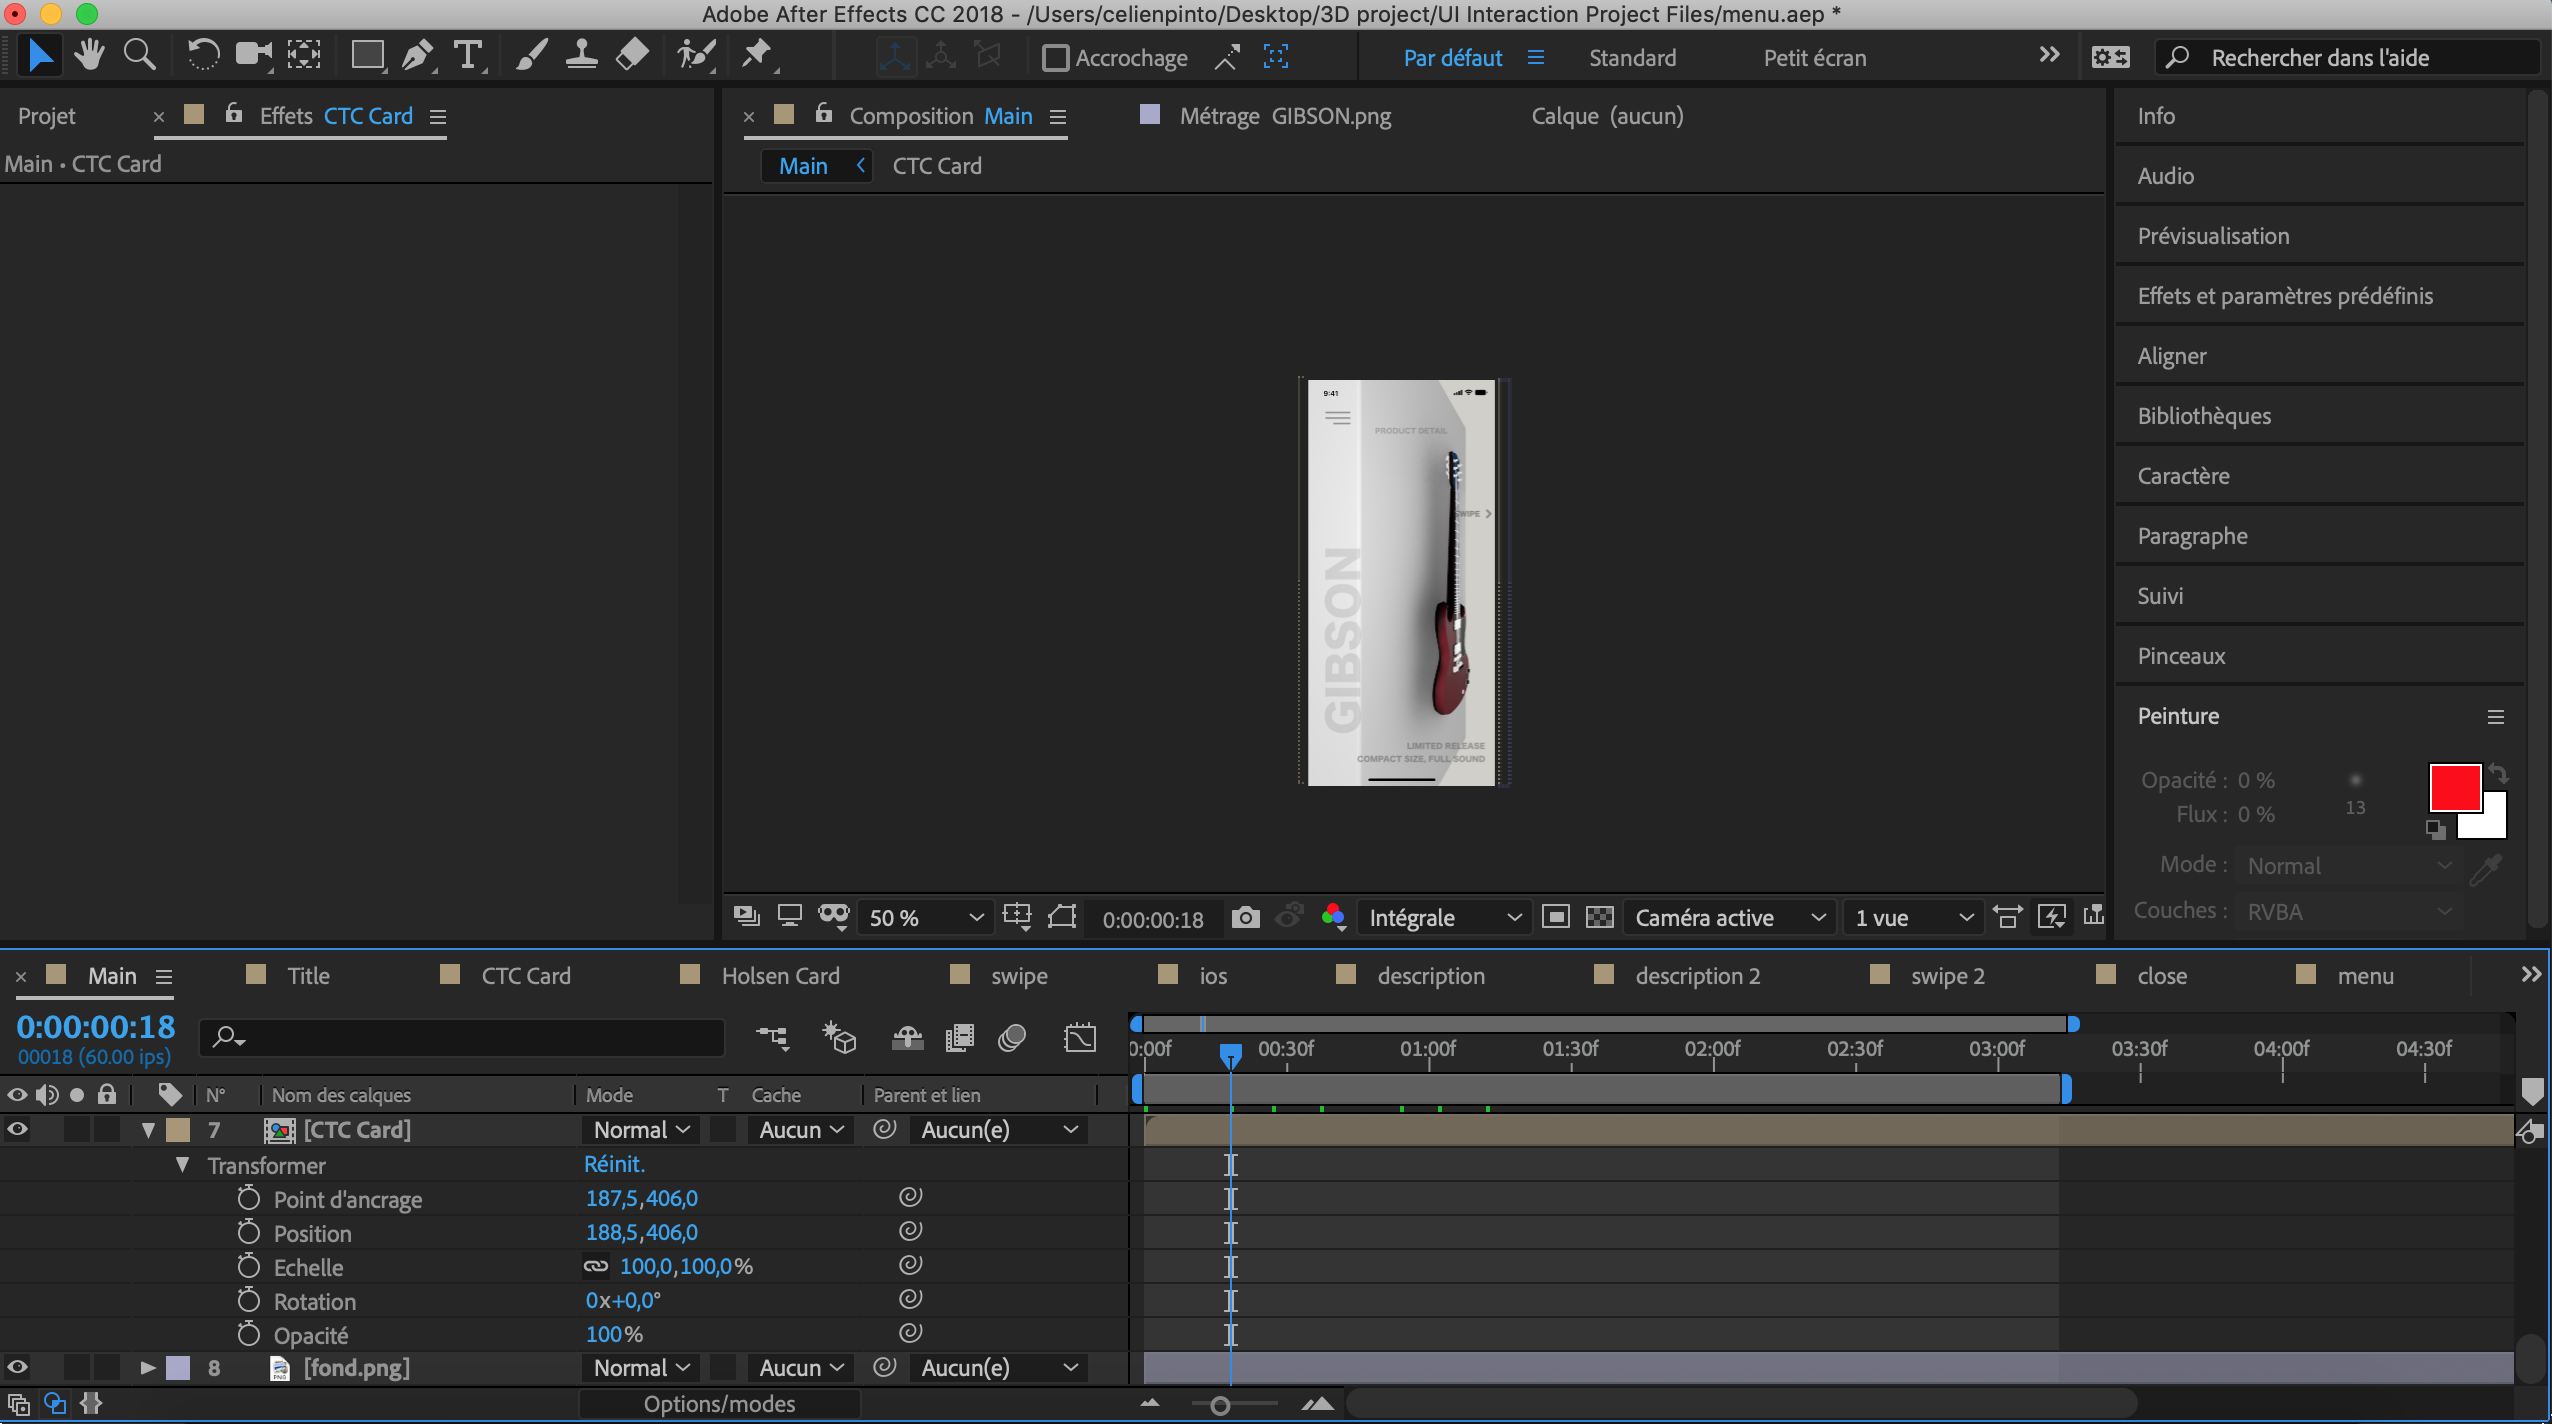 Adobe After Effects CC 2018 - /Users/celienpinto/Desktop/3D project/UI Interaction Project Files/menu.aep *
Accrochage
Par défaut
Standard
Petit écran
Rechercher dans l'aide
Projet
Effets CTC Card
Main • CTC Card
Composition Main
Métrage GIBSON.png
Calque (aucun)
Main
CTC Card
9:41
PRODUCT DETAIL
SWIPE
GIBSON
LIMITED RELEASE
COMPACT SIZE, FULL SOUND
Info
Audio
Prévisualisation
Effets et paramètres prédéfinis
Aligner
Bibliothèques
Caractère
Paragraphe
Suivi
Pinceaux
Peinture
Opacité : 0 %
Flux : 0 %
13
Mode : Normal
Couches : RVBA
50 %
0:00:00:18
Intégrale
Caméra active
1 vue
Main
Title
CTC Card
Holsen Card
swipe
ios
description
description 2
swipe 2
close
menu
0:00:00:18
00018 (60.00 ips)
0:00f 00:30f 01:00f 01:30f 02:00f 02:30f 03:00f 03:30f 04:00f 04:30f
N° Nom des calques Mode T Cache Parent et lien
7 [CTC Card] Normal Aucun Aucun(e)
Transformer Réinit.
Point d'ancrage 187,5,406,0
Position 188,5,406,0
Echelle 100,0,100,0%
Rotation 0x+0,0°
Opacité 100%
8 [fond.png] Normal Aucun Aucun(e)
Options/modes